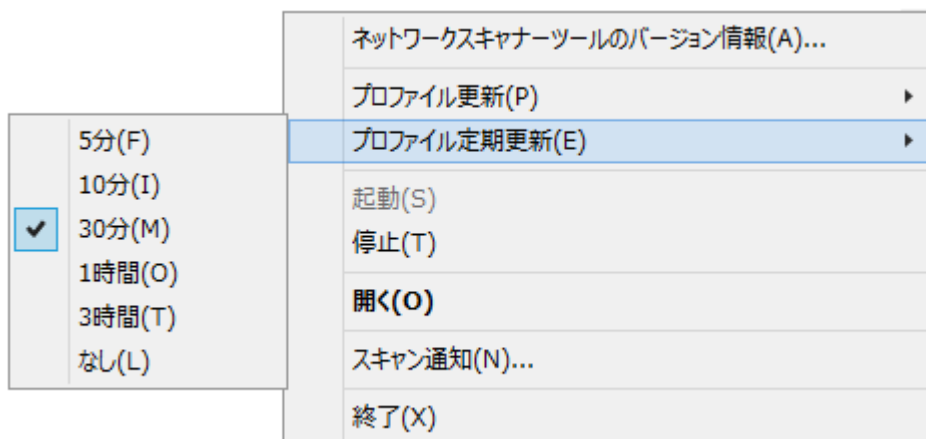 ネットワークスキャナーツールのバージョン情報(A)...
プロファイル更新(P)
プロファイル定期更新(E)
5分(F)
10分(I)
30分(M)
1時間(O)
3時間(T)
なし(L)
起動(S)
停止(T)
開く(O)
スキャン通知(N)...
終了(X)